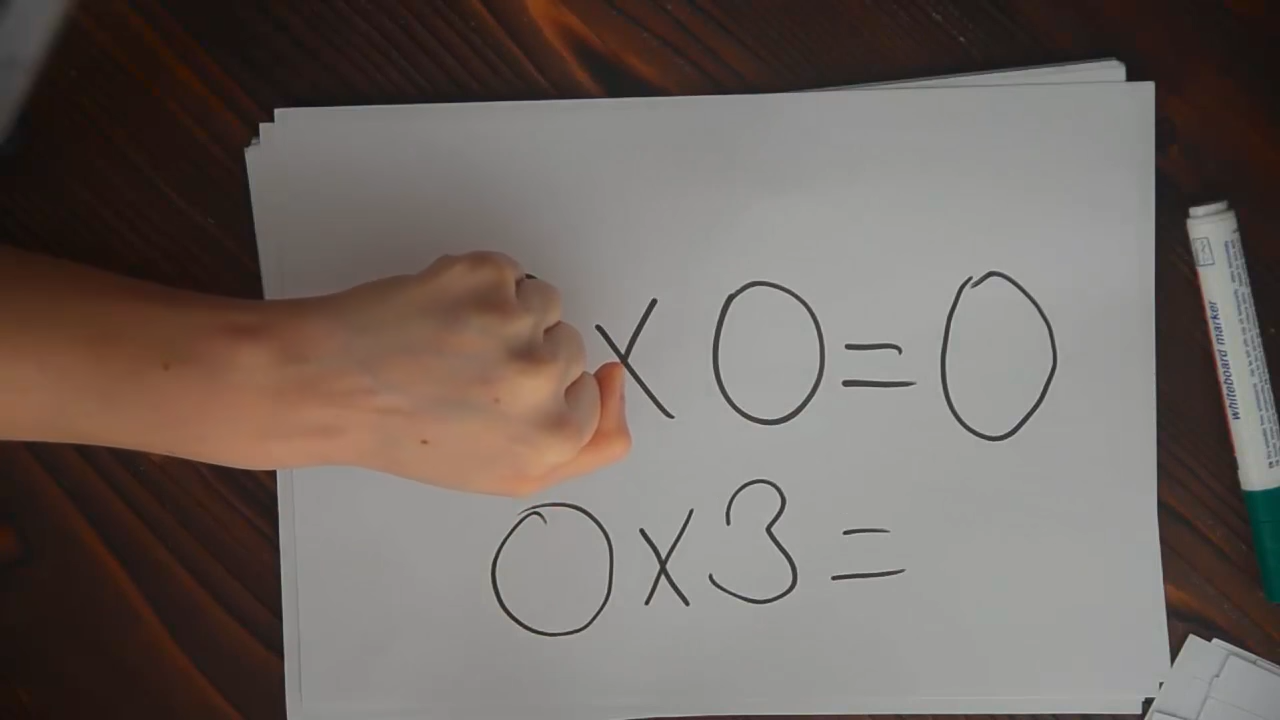 x 0 = 0
0 x 3 =
whiteboard marker